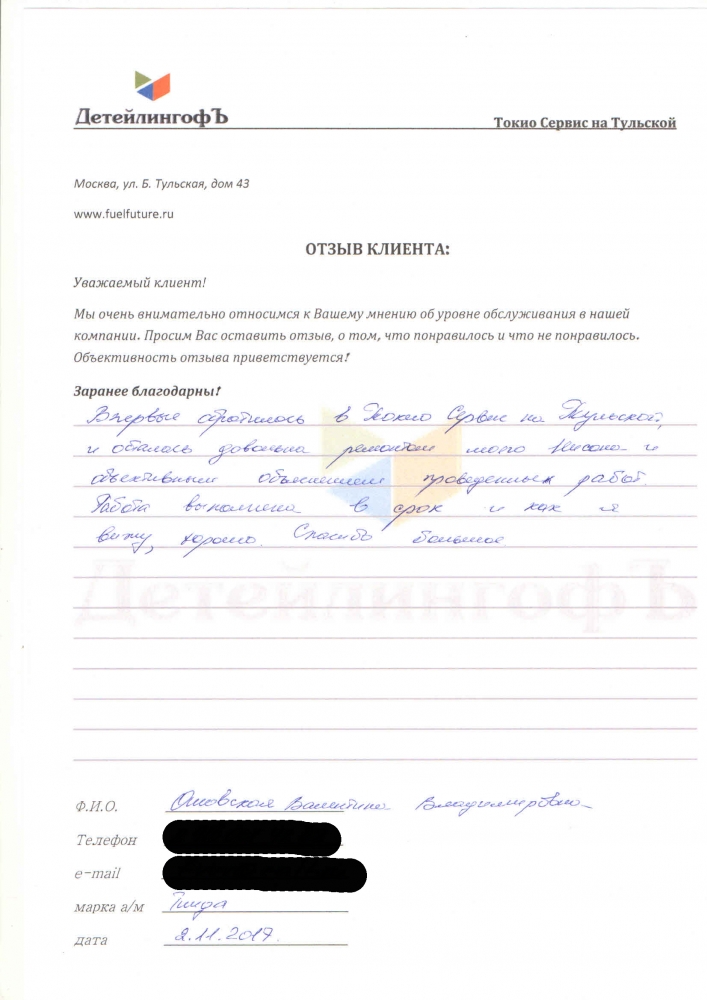 ДетейлингофЪ
Токио Сервис на Тульской
Москва, ул. Б. Тульская, дом 43
www.fuelfuture.ru
ОТЗЫВ КЛИЕНТА:
Уважаемый клиент!
Мы очень внимательно относимся к Вашему мнению об уровне обслуживания в нашей
компании. Просим Вас оставить отзыв, о том, что понравилось и что не понравилось.
Объективность отзыва приветствуется!
Заранее благодарны!
Впервые обратилась в Токио Сервис на Тульской,
и осталась довольна ремонтом моего Нисана и
объективным объяснением проведенных работ.
Работа выполнена в срок и как я
вижу, хорошо. Спасибо большое.
ДетейлингофЪ
Ф.И.О. Валентина Владимировна
Телефон
e-mail
марка а/м Тиида
дата 2.11.2017